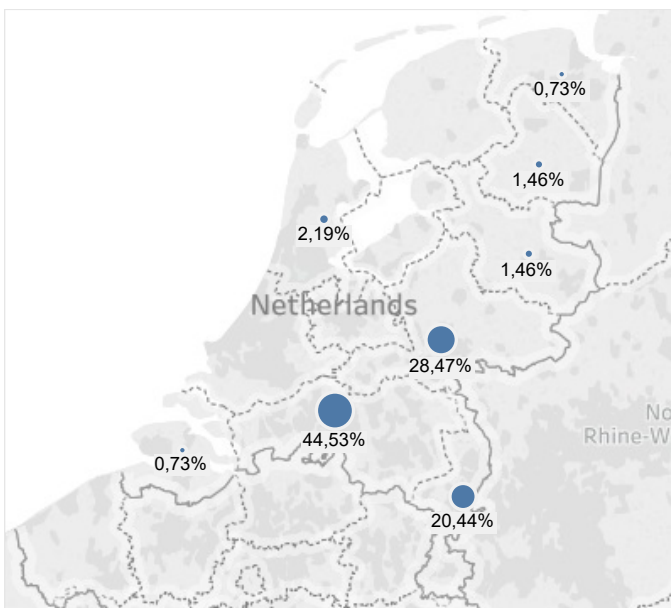 0,73%
1,46%
2,19%
1,46%
Netherlands
28,47%
No
Rhine-W
44,53%
0,73%
20,44%